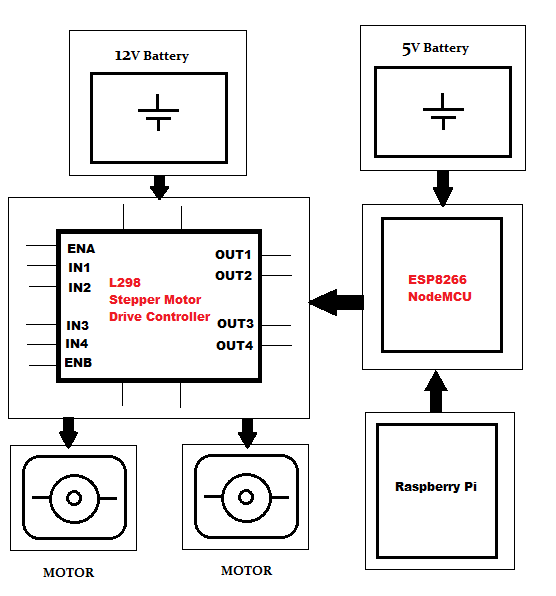 12V Battery
5V Battery
ENA
IN1
IN2
IN3
IN4
ENB
L298
Stepper Motor
Drive Controller
OUT1
OUT2
OUT3
OUT4
ESP8266
NodeMCU
Raspberry Pi
MOTOR
MOTOR